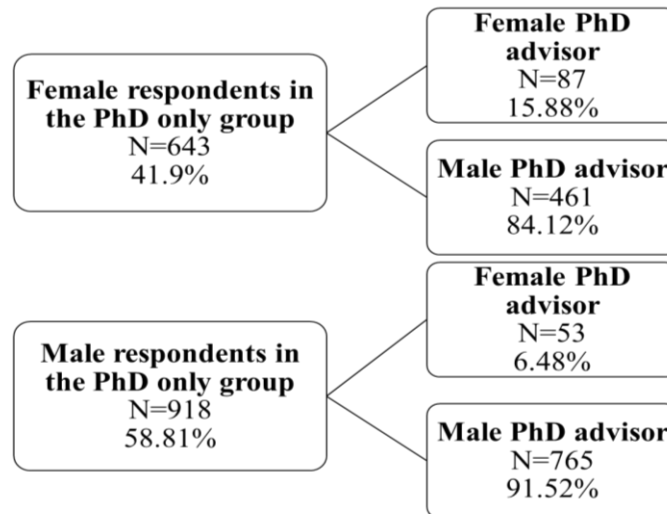 Female respondents in
the PhD only group
N=643
41.9%
Female PhD
advisor
N=87
15.88%
Male PhD advisor
N=461
84.12%
Male respondents in
the PhD only group
N=918
58.81%
Female PhD
advisor
N=53
6.48%
Male PhD advisor
N=765
91.52%